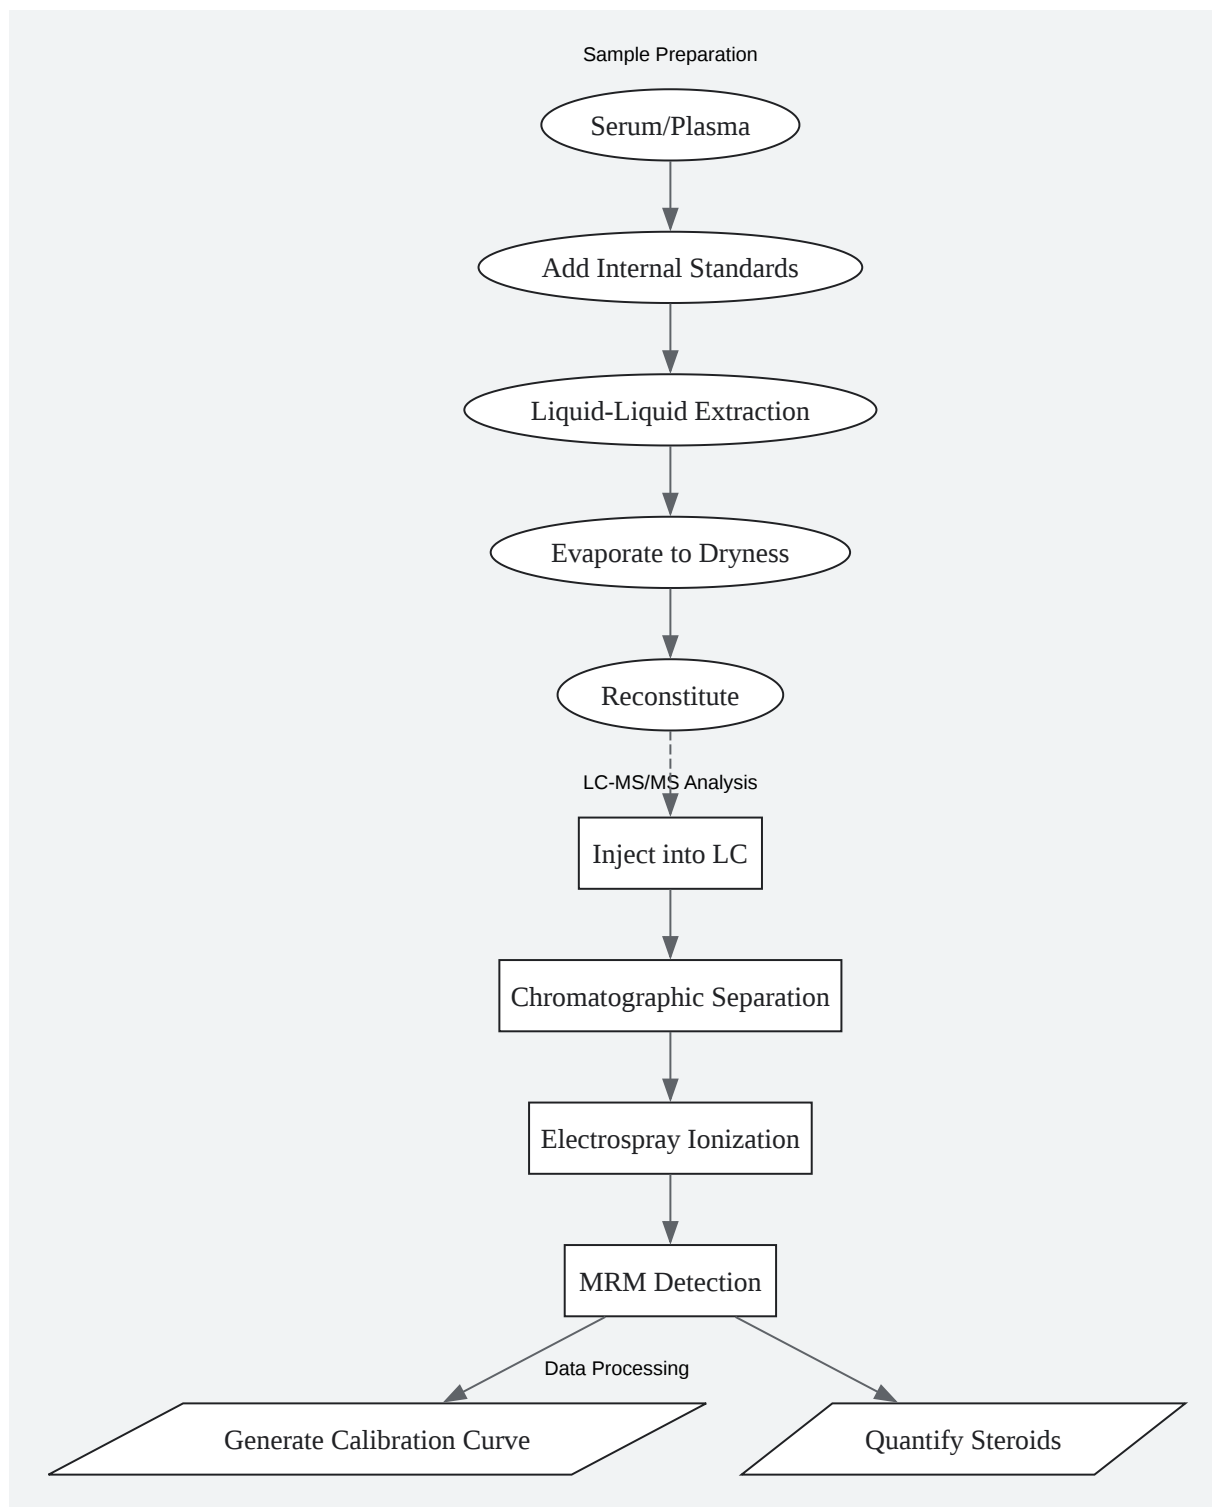 Sample Preparation
Serum/Plasma
Add Internal Standards
Liquid-Liquid Extraction
Evaporate to Dryness
Reconstitute
LC-MS/MS Analysis
Inject into LC
Chromatographic Separation
Electrospray Ionization
MRM Detection
Data Processing
Generate Calibration Curve
Quantify Steroids